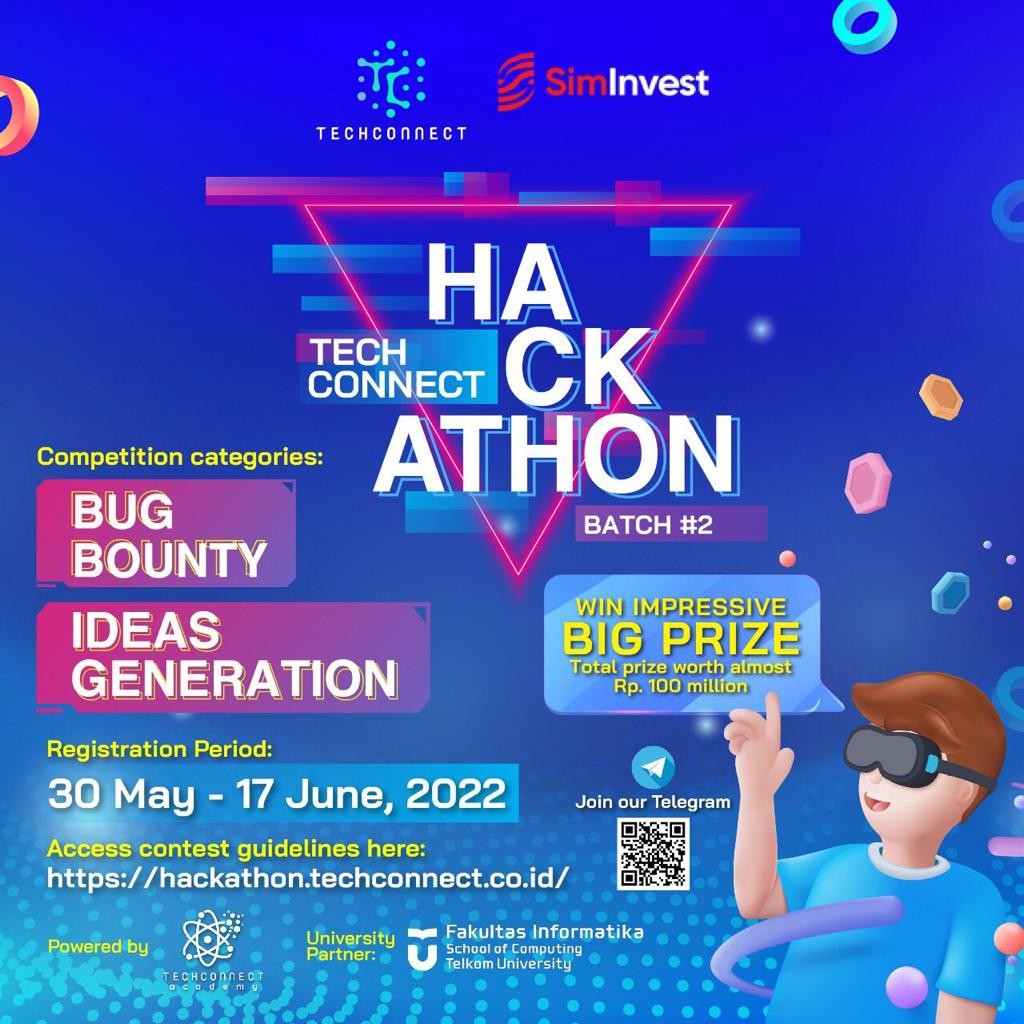 TECHCONNECT
SimInvest
HA
TECH
CONNECT
CK
ATHON
BATCH #2
Competition categories:
BUG
BOUNTY
IDEAS
GENERATION
WIN IMPRESSIVE
BIG PRIZE
Total prize worth almost
Rp. 100 million
Registration Period:
30 May - 17 June, 2022
Join our Telegram
Access contest guidelines here:
https://hackathon.techconnect.co.id/
Powered by
TECHCONNECT
academy
University
Partner:
Fakultas Informatika
School of Computing
Telkom University